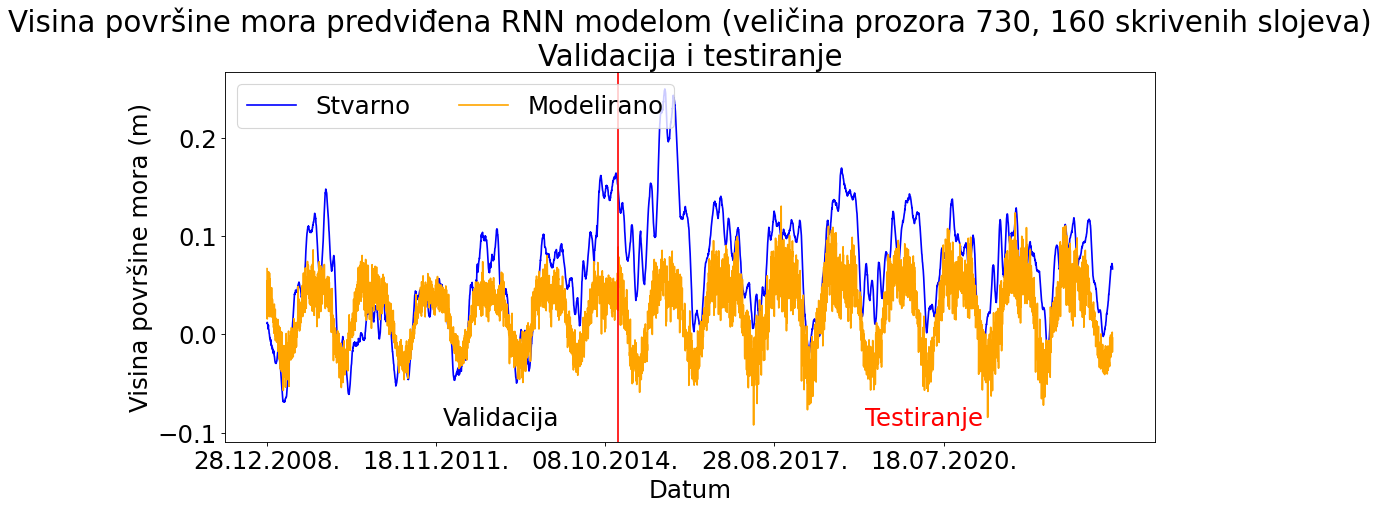 Visina površine mora predviđena RNN modelom (veličina prozora 730, 160 skrivenih slojeva)
Validacija i testiranje
Stvarno Modelirano
Visina površine mora (m)
0.2
0.1
0.0
−0.1
Validacija Testiranje
28.12.2008. 18.11.2011. 08.10.2014. 28.08.2017. 18.07.2020.
Datum